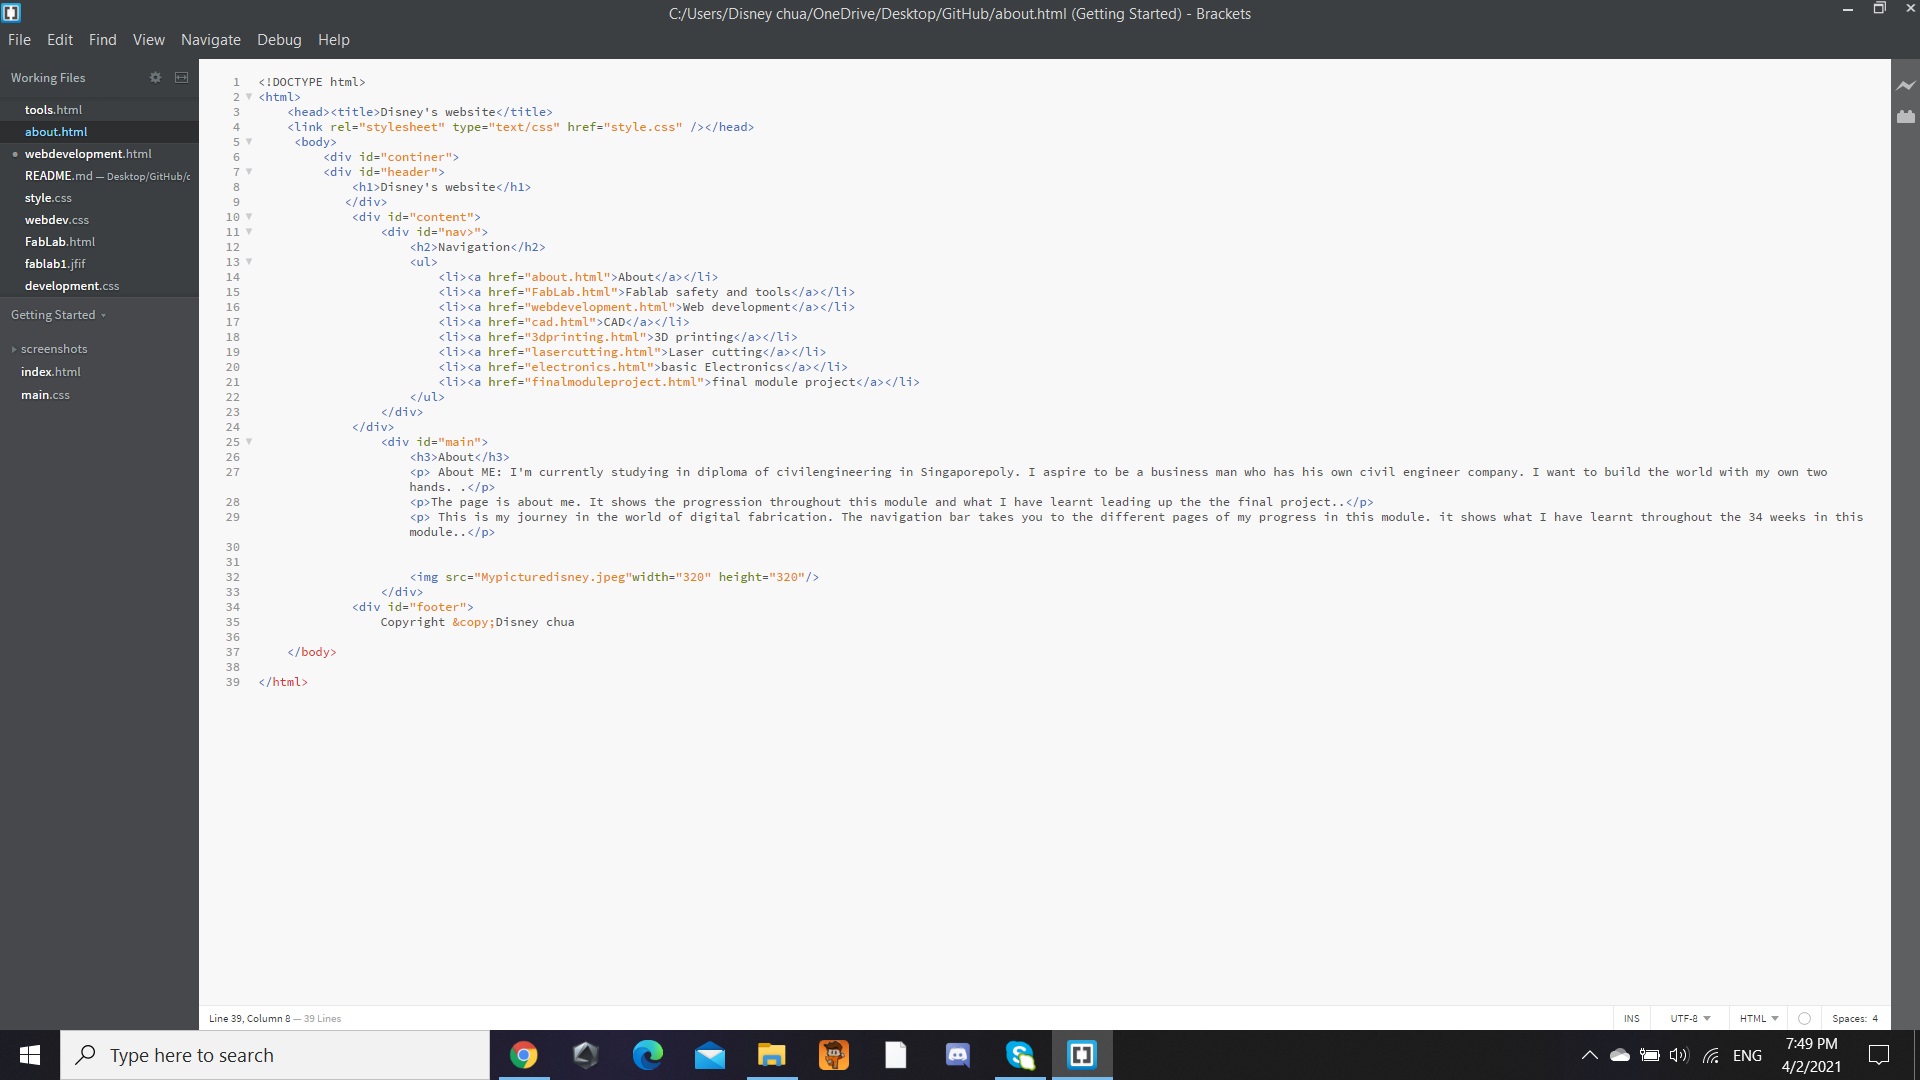 C:/Users/Disney chua/OneDrive/Desktop/GitHub/about.html (Getting Started) - Brackets
File Edit Find View Navigate Debug Help
Working Files
tools.html
about.html
webdevelopment.html
README.md — Desktop/GitHub/c
style.css
webdev.css
FabLab.html
fablab1.jfif
development.css
Getting Started
screenshots
index.html
main.css
1 <!DOCTYPE html>
2 <html>
3 <head><title>Disney's website</title>
4 <link rel="stylesheet" type="text/css" href="style.css" /></head>
5 <body>
6 <div id="continer">
7 <div id="header">
8 <h1>Disney's website</h1>
9 </div>
10 <div id="content">
11 <div id="nav>">
12 <h2>Navigation</h2>
13 <ul>
14 <li><a href="about.html">About</a></li>
15 <li><a href="FabLab.html">Fablab safety and tools</a></li>
16 <li><a href="webdevelopment.html">Web development</a></li>
17 <li><a href="cad.html">CAD</a></li>
18 <li><a href="3dprinting.html">3D printing</a></li>
19 <li><a href="lasercutting.html">Laser cutting</a></li>
20 <li><a href="electronics.html">basic Electronics</a></li>
21 <li><a href="finalmoduleproject.html">final module project</a></li>
22 </ul>
23 </div>
24 </div>
25 <div id="main">
26 <h3>About</h3>
27 <p> About ME: I'm currently studying in diploma of civilengineering in Singaporepoly. I aspire to be a business man who has his own civil engineer company. I want to build the world with my own two
hands. .</p>
28 <p>The page is about me. It shows the progression throughout this module and what I have learnt leading up the the final project..</p>
29 <p> This is my journey in the world of digital fabrication. The navigation bar takes you to the different pages of my progress in this module. it shows what I have learnt throughout the 34 weeks in this
module..</p>
30
31
32 <img src="Mypicturedisney.jpeg"width="320" height="320"/>
33 </div>
34 <div id="footer">
35 Copyright &copy;Disney chua
36
37 </body>
38
39 </html>
Line 39, Column 8 — 39 Lines
INS UTF-8 HTML Spaces: 4
Type here to search
ENG
7:49 PM
4/2/2021